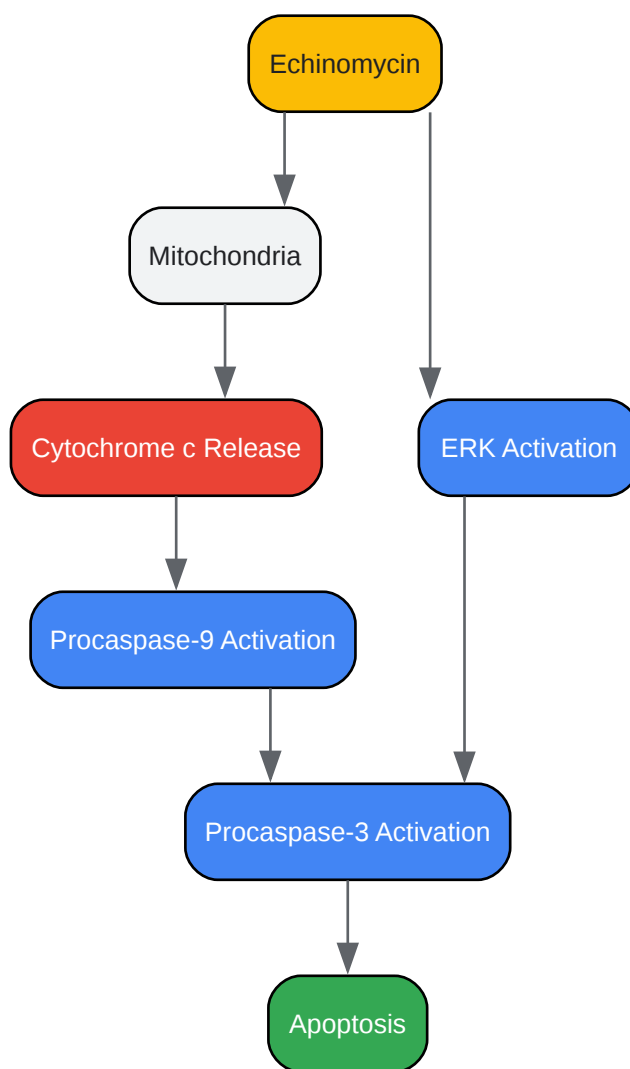 Echinomycin
Mitochondria
Cytochrome c Release
ERK Activation
Procaspase-9 Activation
Procaspase-3 Activation
Apoptosis